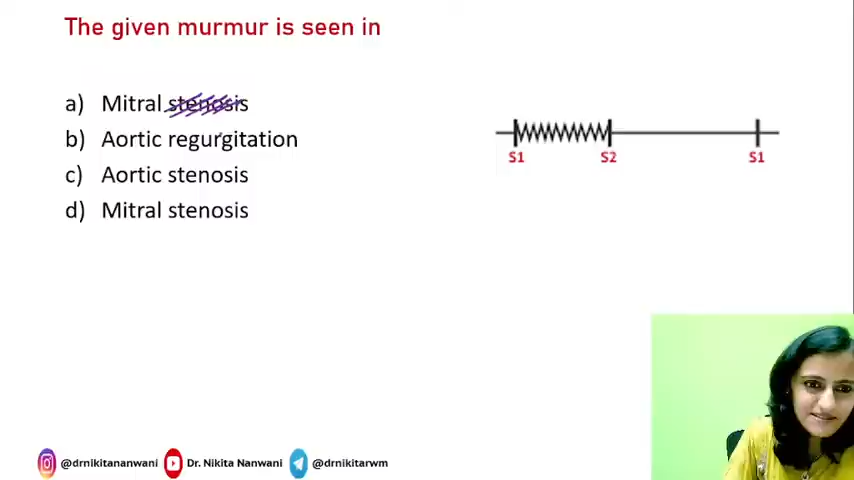 The given murmur is seen in
a) Mitral stenosis
b) Aortic regurgitation
c) Aortic stenosis
d) Mitral stenosis
S1 S2 S1
@drnikitananwani Dr. Nikita Nanwani @drnikitarwm